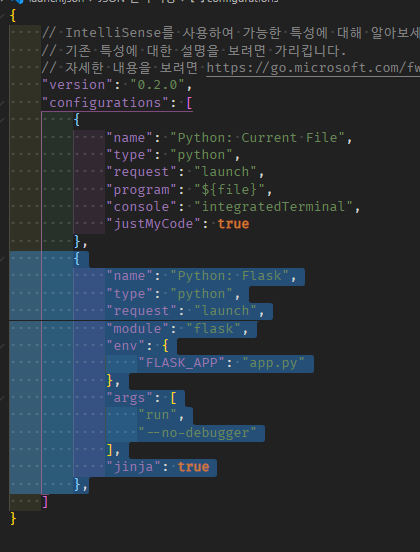 {
// IntelliSense를 사용하여 가능한 특성에 대해 알아보세
// 기존 특성에 대한 설명을 보려면 가리킵니다.
// 자세한 내용을 보려면 https://go.microsoft.com/fw
"version": "0.2.0",
"configurations": [
{
"name": "Python: Current File",
"type": "python",
"request": "launch",
"program": "${file}",
"console": "integratedTerminal",
"justMyCode": true
},
{
"name": "Python: Flask",
"type": "python",
"request": "launch",
"module": "flask",
"env": {
"FLASK_APP": "app.py"
},
"args": [
"run",
"--no-debugger"
],
"jinja": true
},
]
}